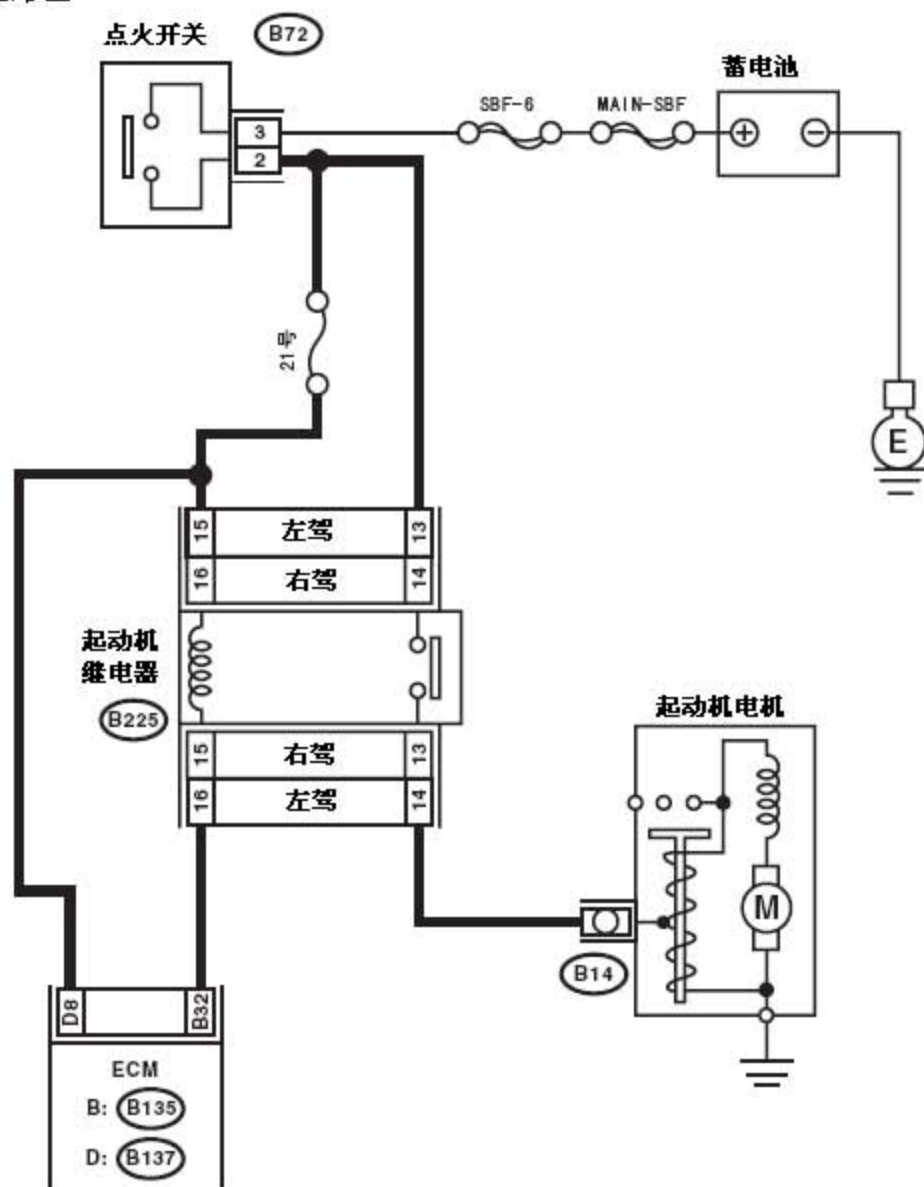 点火开关
B72
SBF-6
MAIN-SBF
蓄电池
3
2
21号
E
15
左驾
13
16
右驾
14
起动机
继电器
B225
15
右驾
13
16
左驾
14
起动机电机
M
B14
D8
B32
ECM
B: B135
D: B137